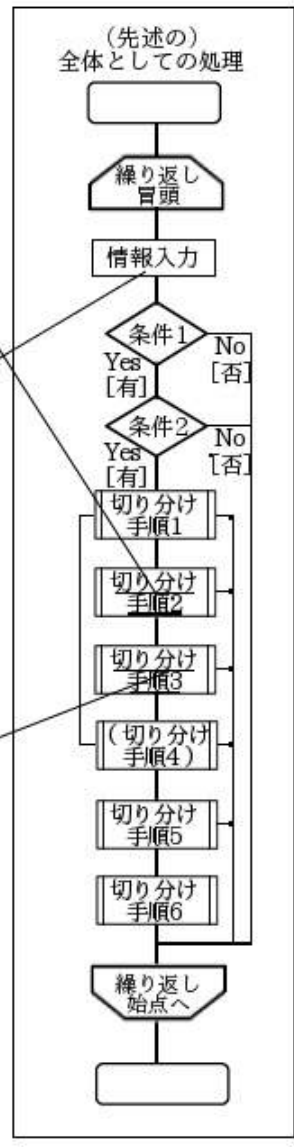 (先述の)
全体としての処理
繰り返し
冒頭
情報入力
条件1
No
[否]
Yes
[有]
条件2
No
[否]
Yes
[有]
切り分け
手順1
切り分け
手順2
切り分け
手順3
(切り分け
手順4)
切り分け
手順5
切り分け
手順6
繰り返し
始点へ